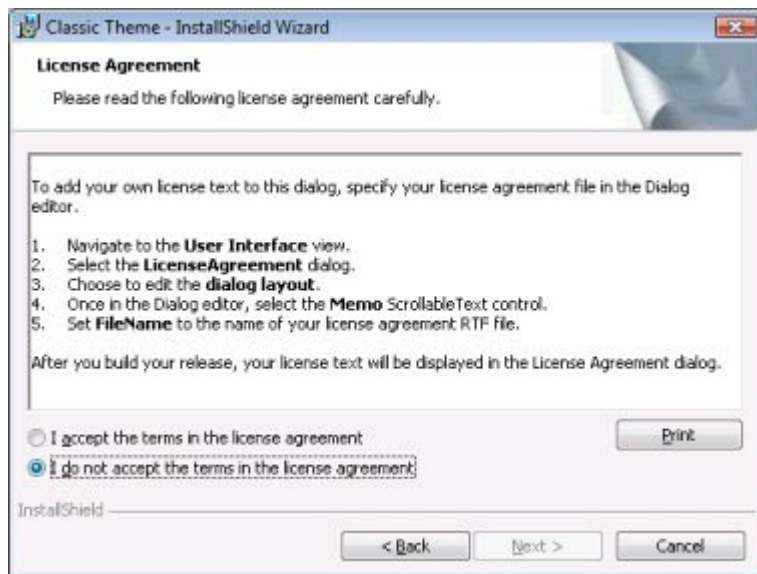 Classic Theme - InstallShield Wizard
License Agreement
Please read the following license agreement carefully.
To add your own license text to this dialog, specify your license agreement file in the Dialog
editor.
1. Navigate to the User Interface view.
2. Select the LicenseAgreement dialog.
3. Choose to edit the dialog layout.
4. Once in the Dialog editor, select the Memo ScrollableText control.
5. Set FileName to the name of your license agreement RTF file.
After you build your release, your license text will be displayed in the License Agreement dialog.
I accept the terms in the license agreement
Print
I do not accept the terms in the license agreement
InstallShield
< Back
Next >
Cancel